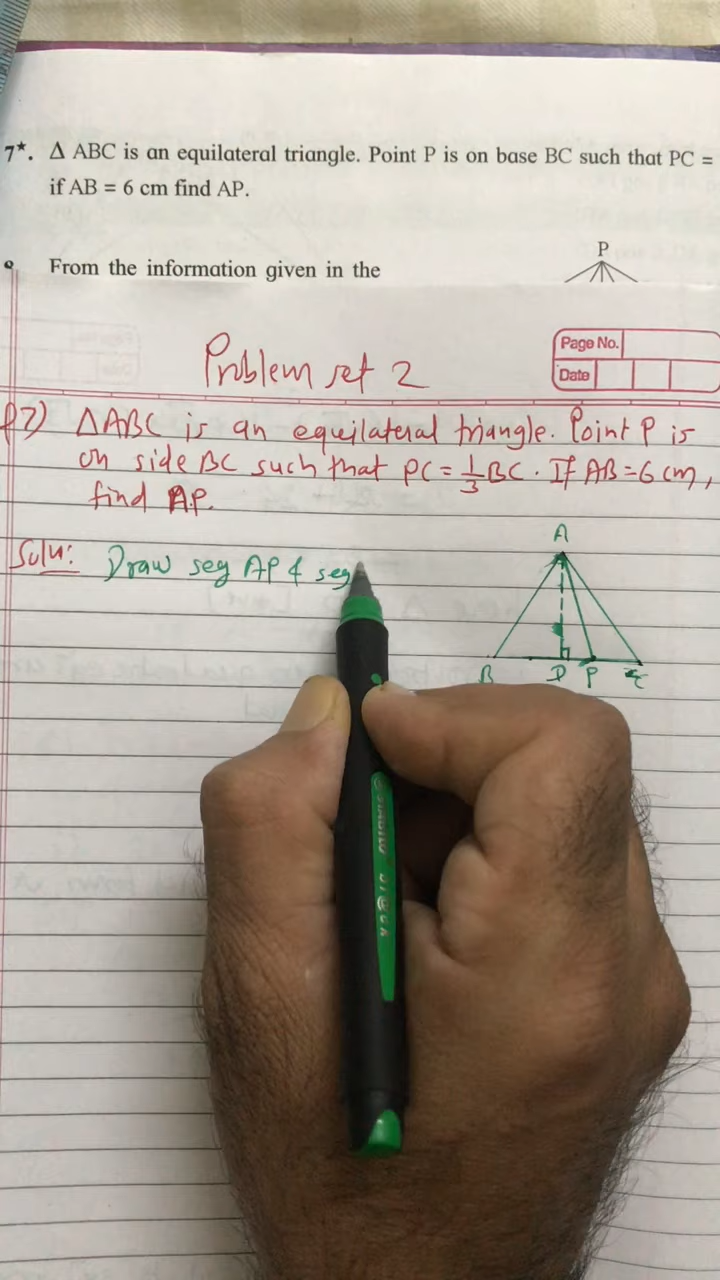 7*. Δ ABC is an equilateral triangle. Point P is on base BC such that PC =
if AB = 6 cm find AP.
From the information given in the
P
Problem set 2
Page No.
Date
Q7) ΔABC is an equilateral triangle. Point P is
on side BC such that PC = 1/3 BC. If AB = 6 cm,
find AP.
Soln: Draw seg AP & seg
A
B D P C